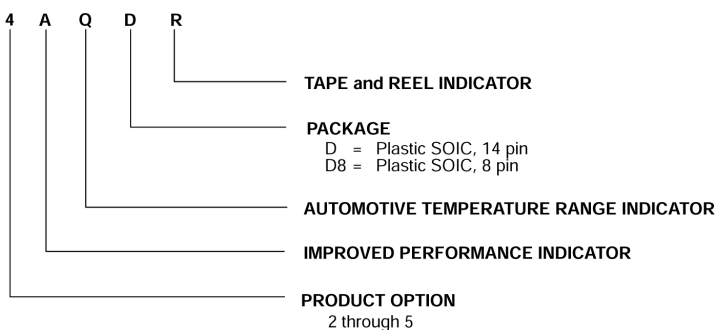 4 A Q D R
TAPE and REEL INDICATOR
PACKAGE
D = Plastic SOIC, 14 pin
D8 = Plastic SOIC, 8 pin
AUTOMOTIVE TEMPERATURE RANGE INDICATOR
IMPROVED PERFORMANCE INDICATOR
PRODUCT OPTION
2 through 5